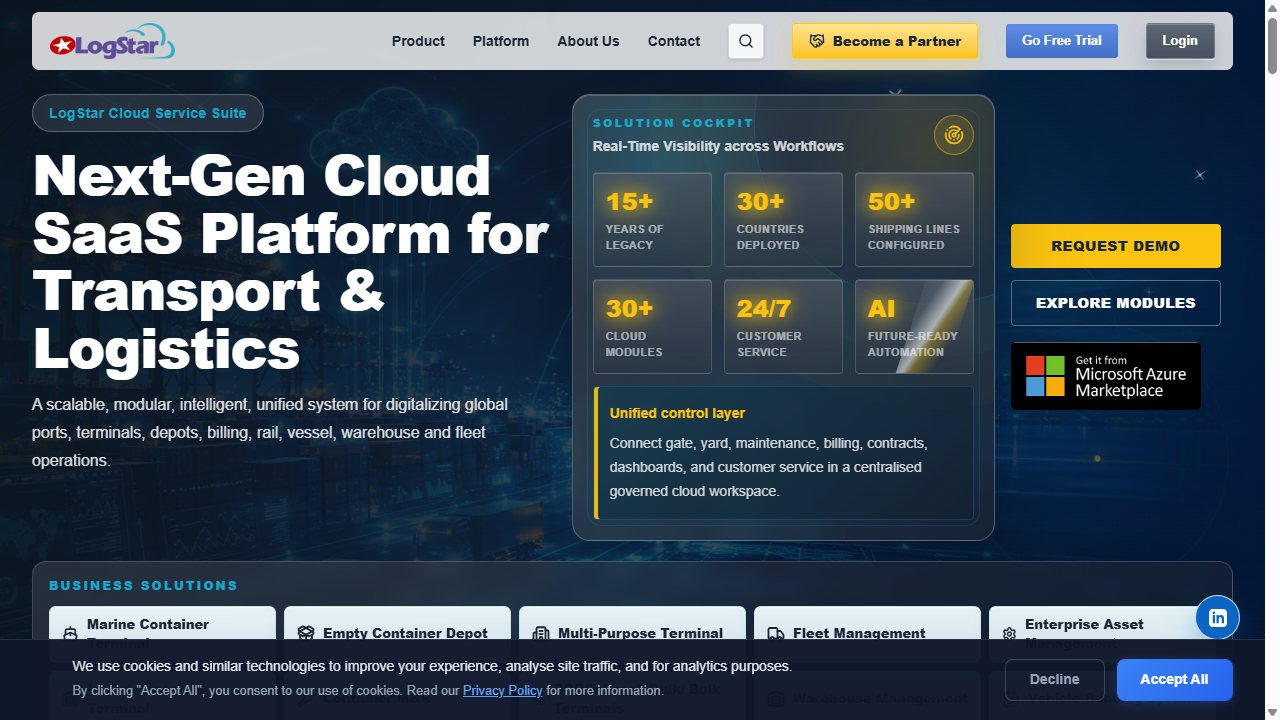 LogStar
Product
Platform
About Us
Contact
Become a Partner
Go Free Trial
Login
LogStar Cloud Service Suite
Next-Gen Cloud
SaaS Platform for
Transport &
Logistics
A scalable, modular, intelligent, unified system for digitalizing global
ports, terminals, depots, billing, rail, vessel, warehouse and fleet
operations.
SOLUTION COCKPIT
Real-Time Visibility across Workflows
15+
YEARS OF
LEGACY
30+
COUNTRIES
DEPLOYED
50+
SHIPPING LINES
CONFIGURED
30+
CLOUD
MODULES
24/7
CUSTOMER
SERVICE
AI
FUTURE-READY
AUTOMATION
Unified control layer
Connect gate, yard, maintenance, billing, contracts,
dashboards, and customer service in a centralised
governed cloud workspace.
REQUEST DEMO
EXPLORE MODULES
Get it from
Microsoft Azure
Marketplace
BUSINESS SOLUTIONS
Marine Container
Terminal
Empty Container Depot
Multi-Purpose Terminal
Fleet Management
Enterprise Asset
Management
Terminal
Terminals
Warehouse Management
We use cookies and similar technologies to improve your experience, analyse site traffic, and for analytics purposes.
By clicking "Accept All", you consent to our use of cookies. Read our Privacy Policy for more information.
Decline
Accept All